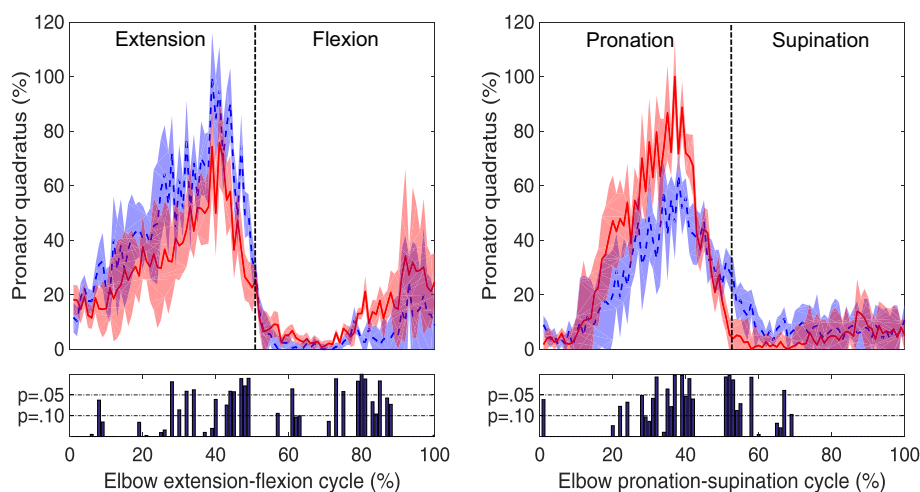 120
100
80
60
40
20
0
Pronator quadratus (%)
Extension
Flexion
p=.05
p=.10
0 20 40 60 80 100
Elbow extension-flexion cycle (%)
120
100
80
60
40
20
0
Pronator quadratus (%)
Pronation
Supination
p=.05
p=.10
0 20 40 60 80 100
Elbow pronation-supination cycle (%)